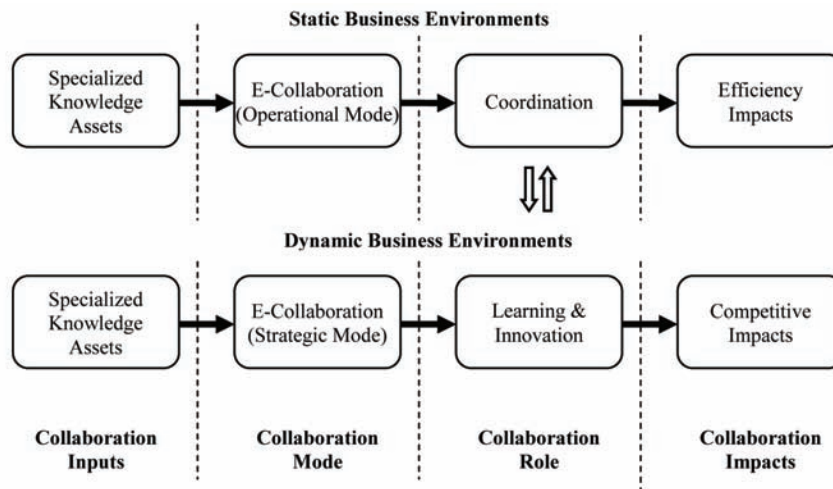 Static Business Environments
Specialized
Knowledge
Assets
E-Collaboration
(Operational Mode)
Coordination
Efficiency
Impacts
Dynamic Business Environments
Specialized
Knowledge
Assets
E-Collaboration
(Strategic Mode)
Learning &
Innovation
Competitive
Impacts
Collaboration
Inputs
Collaboration
Mode
Collaboration
Role
Collaboration
Impacts